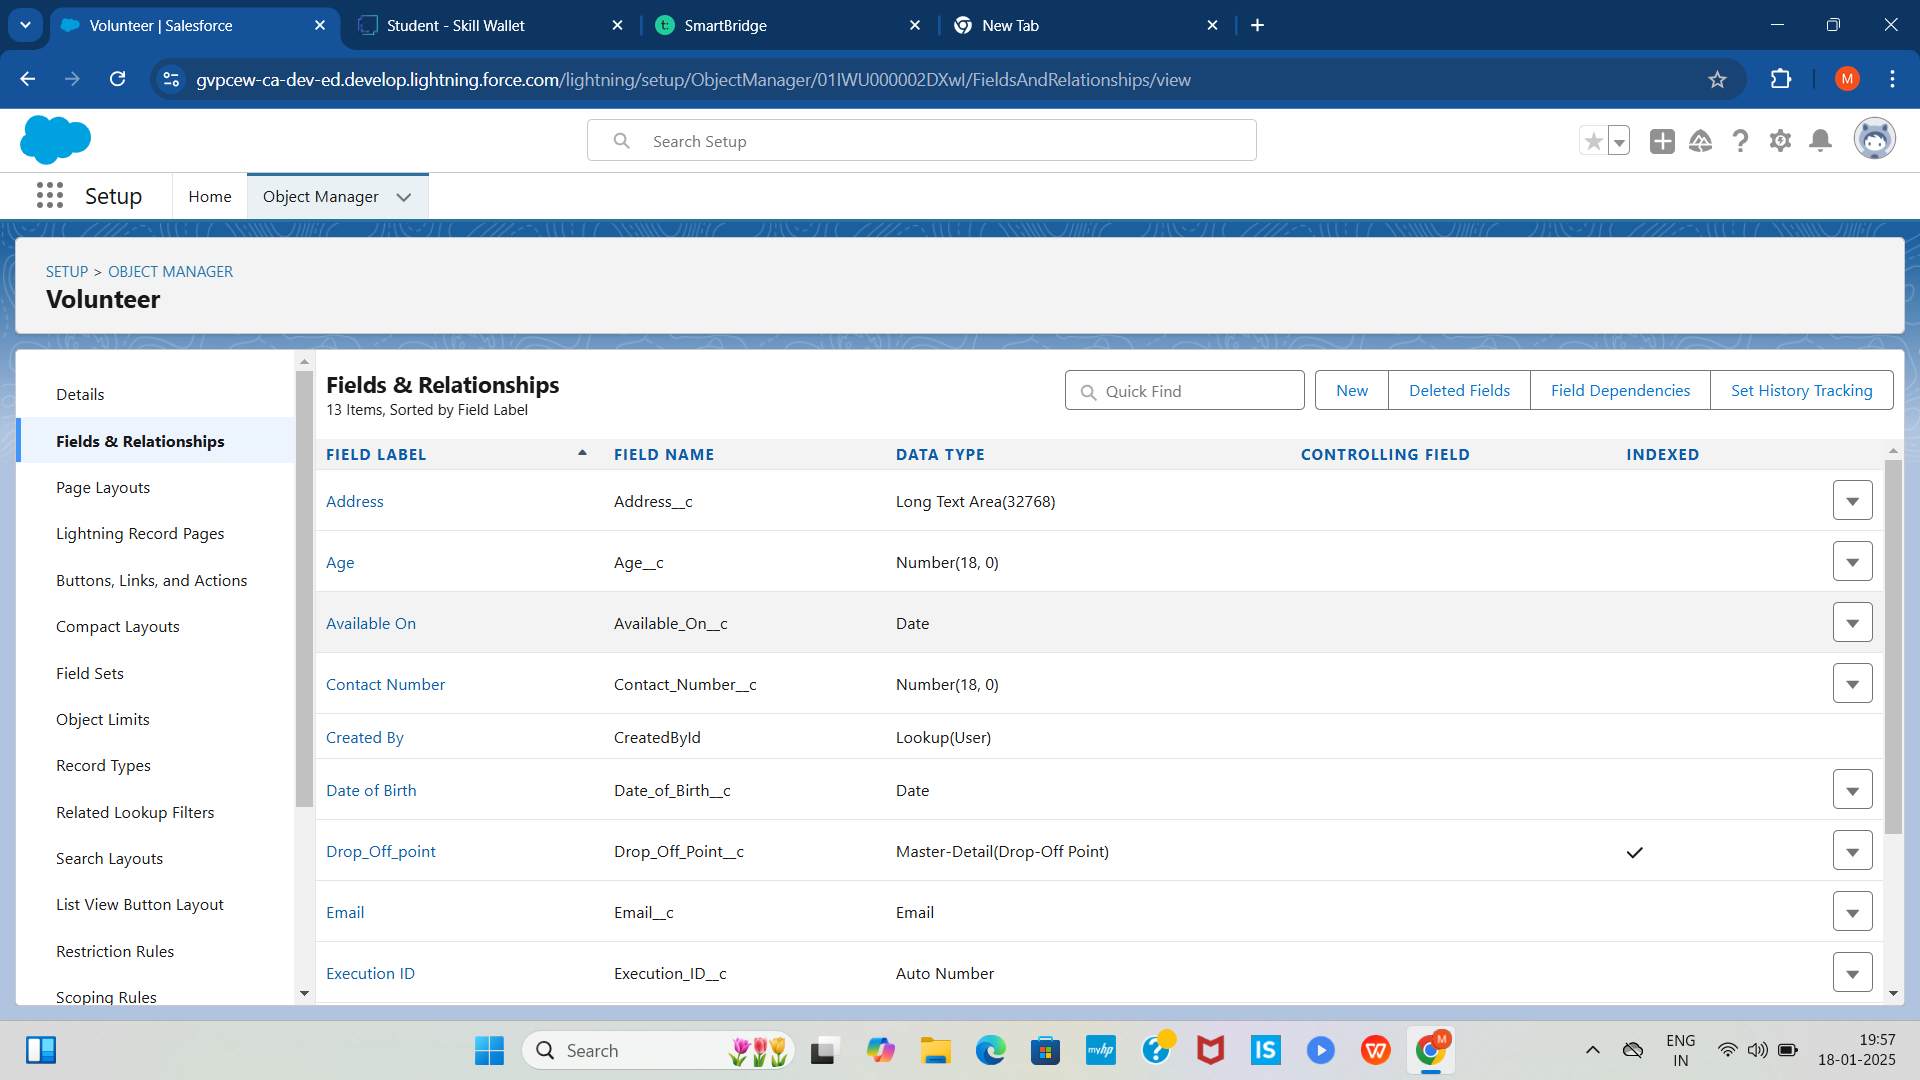 Volunteer | Salesforce
Student - Skill Wallet
SmartBridge
New Tab
gvpcew-ca-dev-ed.develop.lightning.force.com/lightning/setup/ObjectManager/01IWU000002DXwI/FieldsAndRelationships/view
M
Search Setup
Setup
Home
Object Manager
SETUP > OBJECT MANAGER
Volunteer
Details
Fields & Relationships
Page Layouts
Lightning Record Pages
Buttons, Links, and Actions
Compact Layouts
Field Sets
Object Limits
Record Types
Related Lookup Filters
Search Layouts
List View Button Layout
Restriction Rules
Scoping Rules
Fields & Relationships
13 Items, Sorted by Field Label
Quick Find
New
Deleted Fields
Field Dependencies
Set History Tracking
FIELD LABEL FIELD NAME DATA TYPE CONTROLLING FIELD INDEXED
Address Address__c Long Text Area(32768)
Age Age__c Number(18, 0)
Available On Available_On__c Date
Contact Number Contact_Number__c Number(18, 0)
Created By CreatedById Lookup(User)
Date of Birth Date_of_Birth__c Date
Drop_Off_point Drop_Off_Point__c Master-Detail(Drop-Off Point)
Email Email__c Email
Execution ID Execution_ID__c Auto Number
Search
myhp
IS
W
M
ENG
IN
19:57
18-01-2025